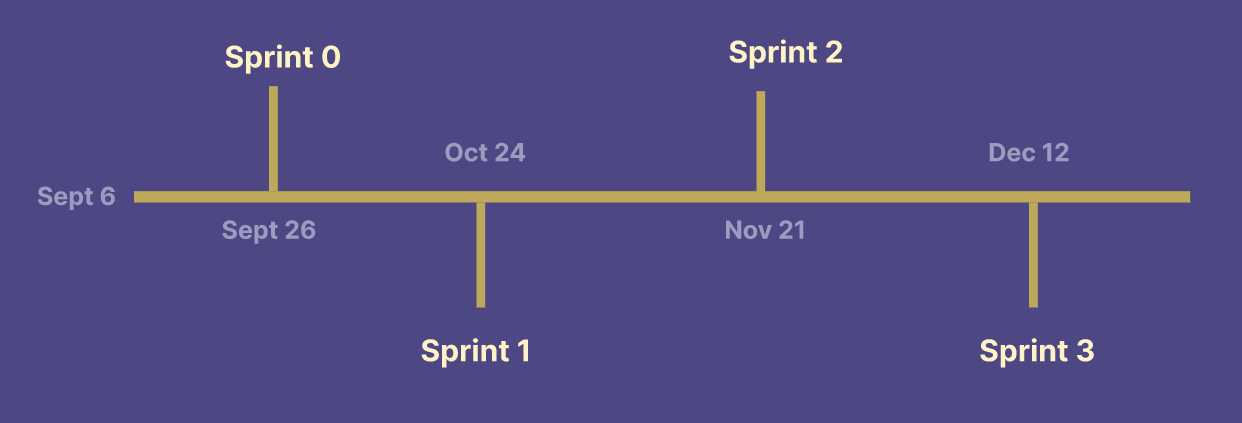 Sprint 0
Sprint 2
Oct 24
Dec 12
Sept 6
Sept 26
Nov 21
Sprint 1
Sprint 3